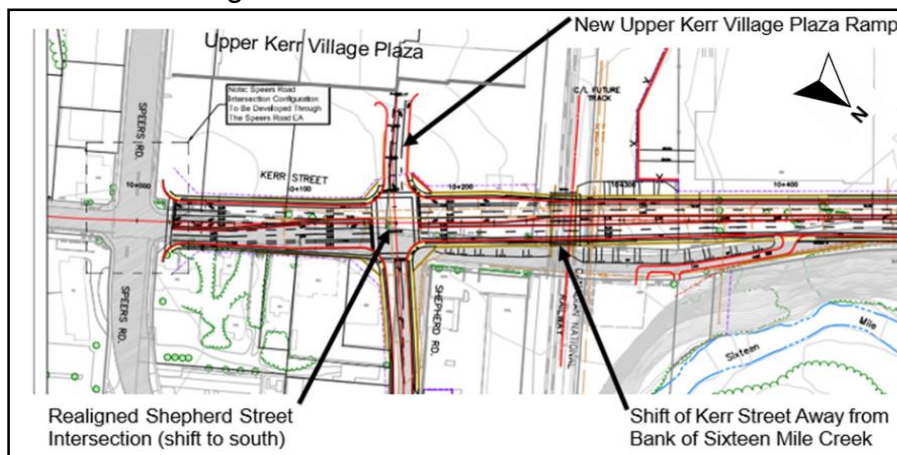 New Upper Kerr Village Plaza Ramp
Upper Kerr Village Plaza
C/L FUTURE
TRACK
Note: Speers Road
Intersection Configuration
To Be Developed Through
The Speers Road EA
SPEERS RD.
N
KERR STREET
10+000
10+100
10+200
10+300
10+400
SPEERS RD.
SHEPHERD RD.
RAILWAY
Sixteen
Mile
Realigned Shepherd Street
Intersection (shift to south)
Shift of Kerr Street Away from
Bank of Sixteen Mile Creek